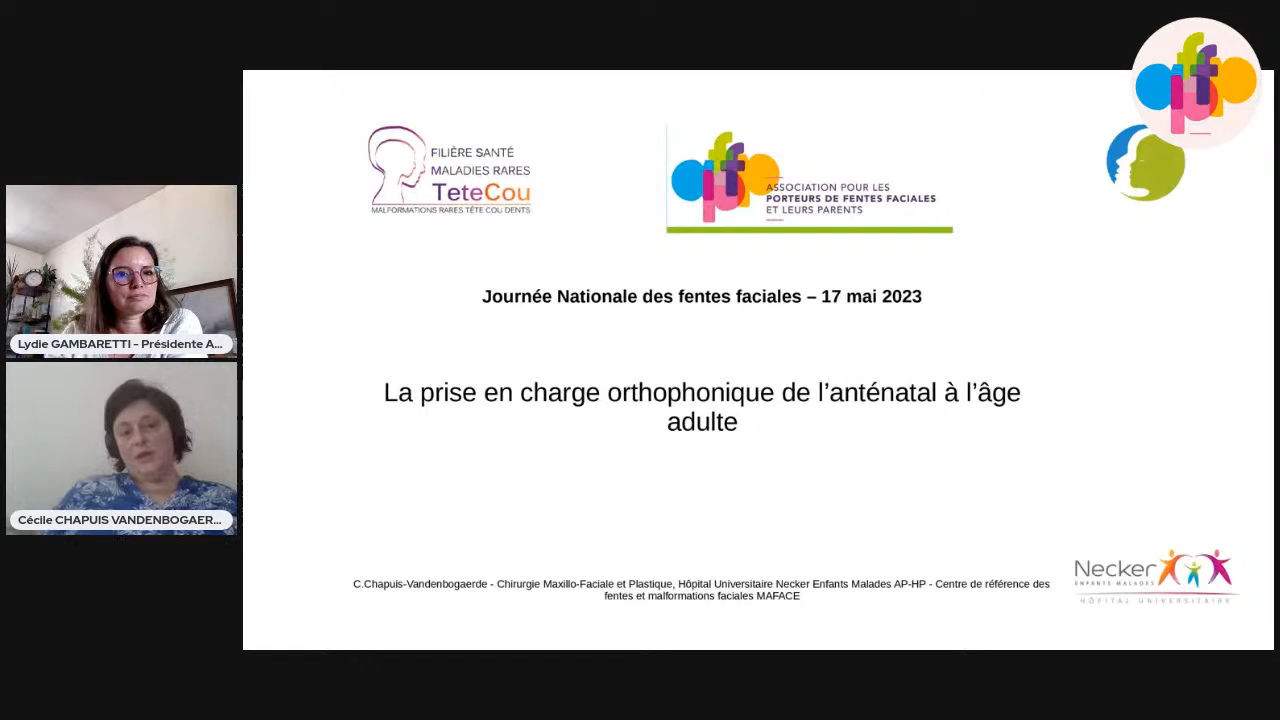 FILIÈRE SANTÉ
MALADIES RARES
TeteCou
MALFORMATIONS RARES TÊTE COU DENTS
ASSOCIATION POUR LES
PORTEURS DE FENTES FACIALES
ET LEURS PARENTS
Journée Nationale des fentes faciales – 17 mai 2023
Lydie GAMBARETTI - Présidente A...
La prise en charge orthophonique de l’anténatal à l’âge
adulte
Cécile CHAPUIS VANDENBOGAER...
C.Chapuis-Vandenbogaerde - Chirurgie Maxillo-Faciale et Plastique, Hôpital Universitaire Necker Enfants Malades AP-HP - Centre de référence des
fentes et malformations faciales MAFACE
Necker
ENFANTS MALADES
HÔPITAL UNIVERSITAIRE